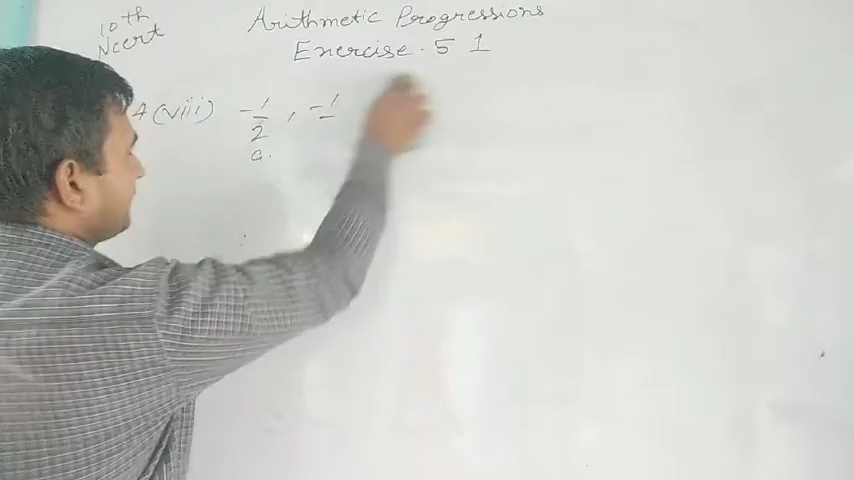 10th Arithmetic Progressions
Ncert Exercise - 5.1
4(viii) -1/2, -1
a.